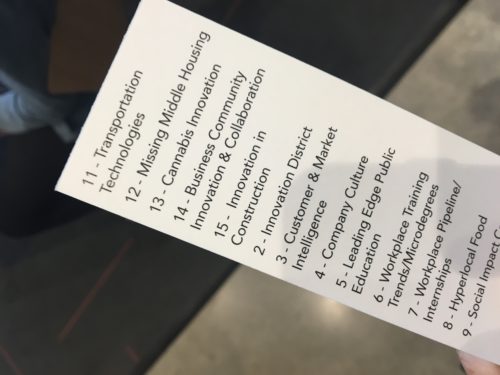 11 - Transportation
Technologies
12 - Missing Middle Housing
13 - Cannabis Innovation
14 - Business Community
Innovation & Collaboration
15 - Innovation in
Construction
2 - Innovation District
3 - Customer & Market
Intelligence
4 - Company Culture
5 - Leading Edge Public
Education
6 - Workplace Training
Trends/Microdegrees
7 - Workplace Pipeline/
Internships
8 - Hyperlocal Food
9 - Social Impact